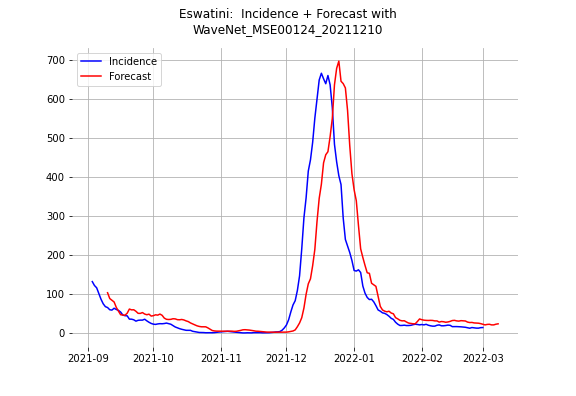 Eswatini:  Incidence + Forecast with
WaveNet_MSE00124_20211210
Incidence
Forecast
700
600
500
400
300
200
100
0
2021-09 2021-10 2021-11 2021-12 2022-01 2022-02 2022-03